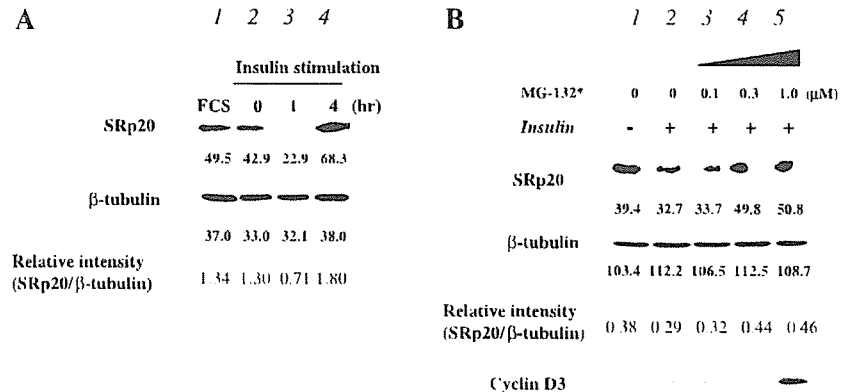 A
1 2 3 4
Insulin stimulation
FCS 0 1 4 (hr)
SRp20
49.5 42.9 22.9 68.3
β-tubulin
37.0 33.0 32.1 38.0
Relative intensity
(SRp20/β-tubulin)
1.34 1.30 0.71 1.80
B
1 2 3 4 5
MG-132* 0 0 0.1 0.3 1.0 (μM)
Insulin - + + + +
SRp20
39.4 32.7 33.7 49.8 50.8
β-tubulin
103.4 112.2 106.5 112.5 108.7
Relative intensity
(SRp20/β-tubulin)
0.38 0.29 0.32 0.44 0.46
Cyclin D3